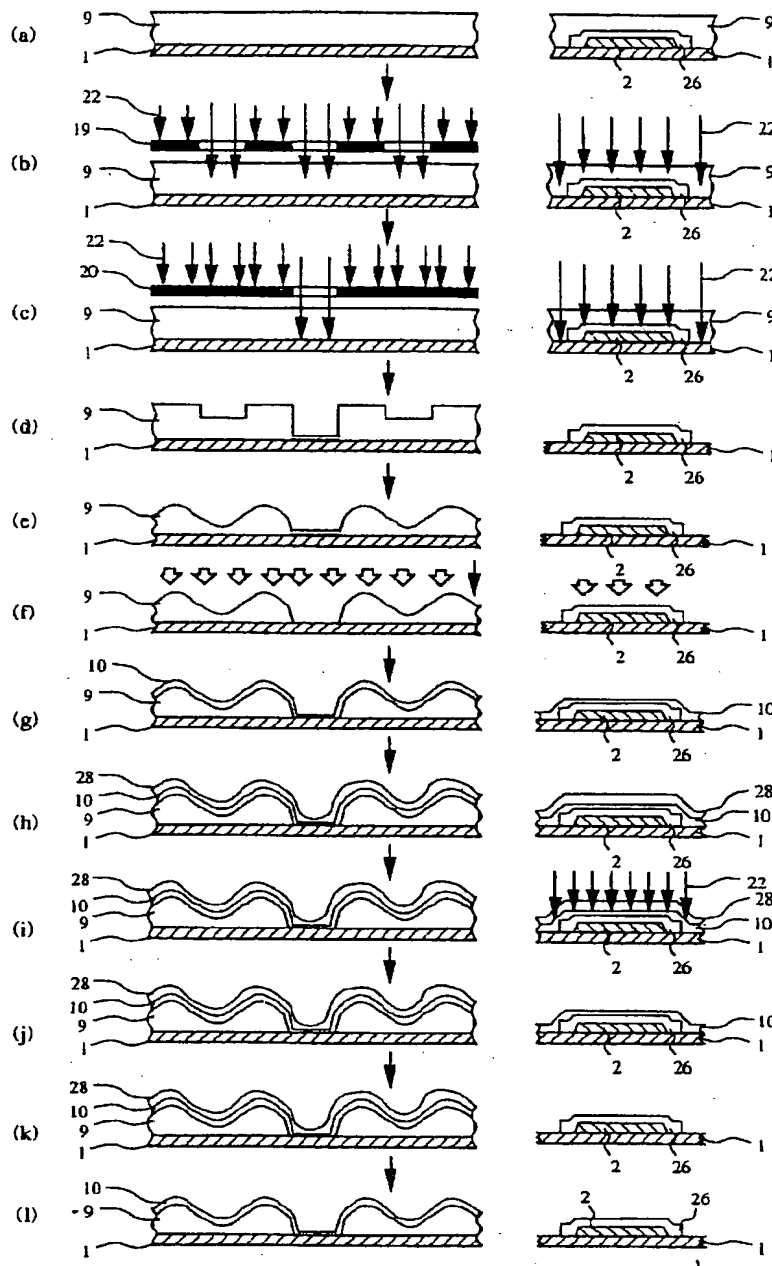 (a) 9 1 9 1 2 26
22 19
(b) 9 1 22 9 1 2 26
22 20
(c) 9 1 22 9 1 2 26
(d) 9 1 1 2 26
(e) 9 1 1 2 26
(f) 9 1 1 2 26
(g) 10 9 1 10 1 2 26
(h) 28 10 9 1 28 10 1 2 26
(i) 28 10 9 1 22 28 10 1 2 26
(j) 28 10 9 1 10 1 2 26
(k) 28 10 9 1 1 2 26
(l) 10 9 1 2 26 1